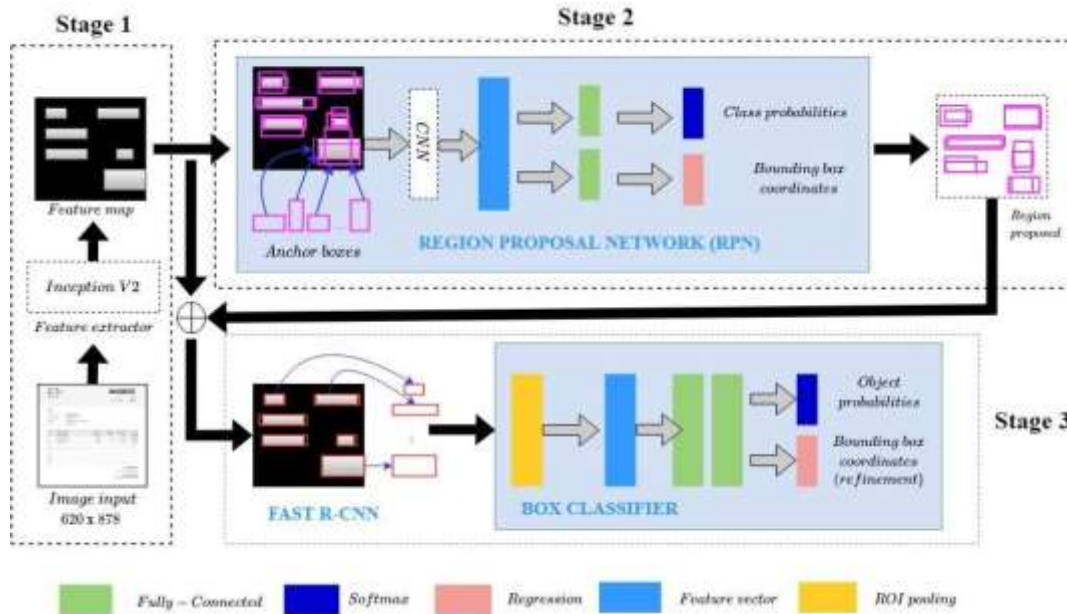 Stage 1
Stage 2
Feature map
Inception V2
Feature extractor
Image input
620 x 878
Anchor boxes
CNN
Class probabilities
Bounding box
coordinates
REGION PROPOSAL NETWORK (RPN)
Region
proposed
FAST R-CNN
BOX CLASSIFIER
Object
probabilities
Bounding box
coordinates
(refinement)
Stage 3
Fully – Connected
Softmax
Regression
Feature vector
ROI pooling